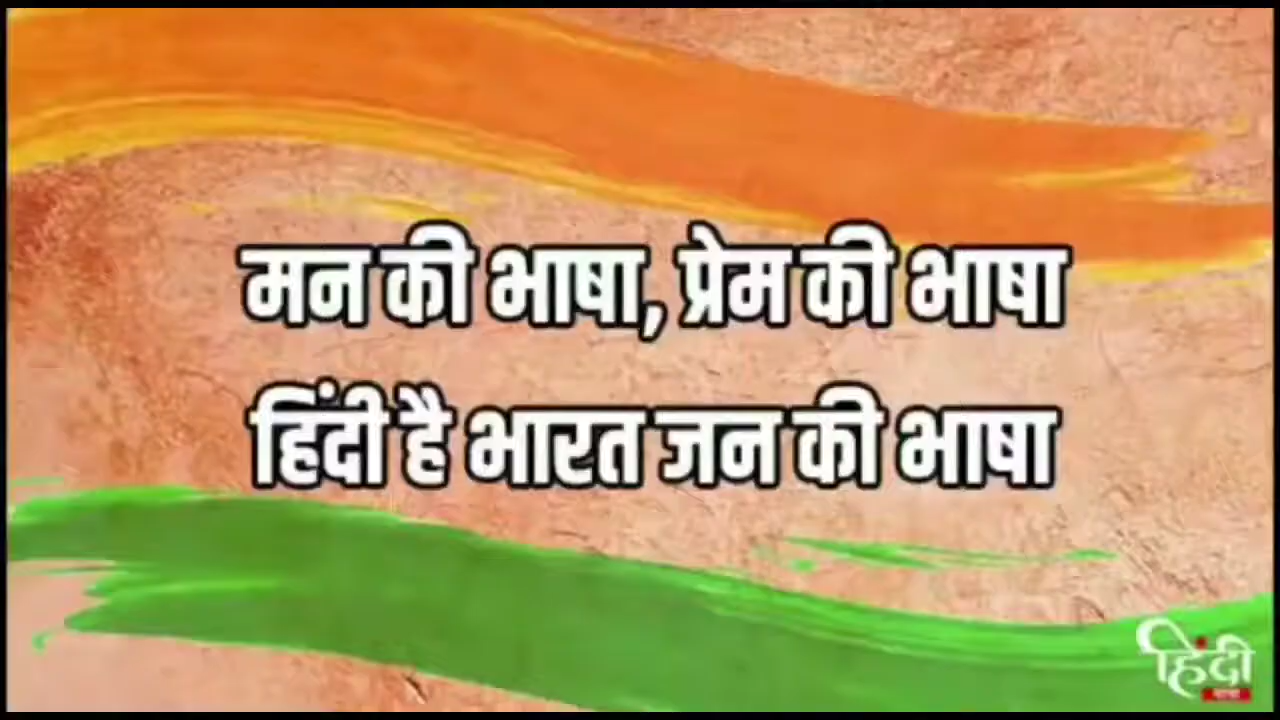 मन की भाषा, प्रेम की भाषा
हिंदी है भारत जन की भाषा
हिंदी